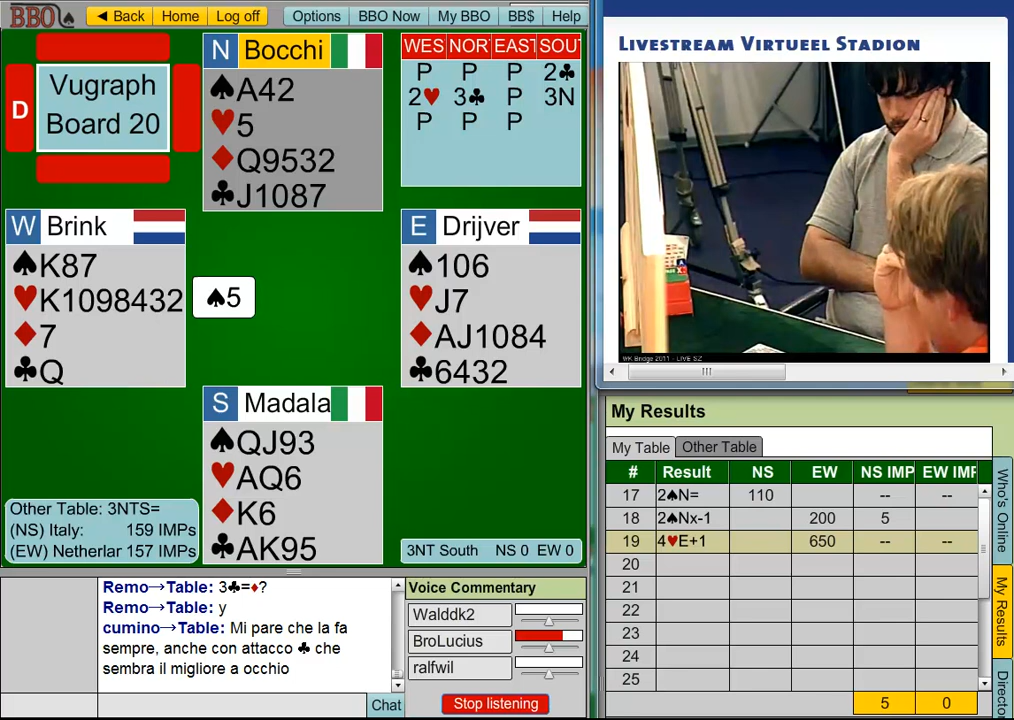 BBO ◄ Back Home Log off Options BBO Now My BBO BB$ Help
D
Vugraph
Board 20
N Bocchi
♠A42
♥5
♦Q9532
♣J1087
WES NOR EAST SOU
P P P 2♣
2♥ 3♣ P 3N
P P P
W Brink
♠K87
♥K1098432
♦7
♣Q
♠5
E Drijver
♠106
♥J7
♦AJ1084
♣6432
S Madala
♠QJ93
♥AQ6
♦K6
♣AK95
Other Table: 3NTS=
(NS) Italy: 159 IMPs
(EW) Netherlar 157 IMPs
3NT South NS 0 EW 0
Remo→Table: 3♣=♦?
Remo→Table: y
cumino→Table: Mi pare che la fa
sempre, anche con attacco ♣ che
sembra il migliore a occhio
Chat
Voice Commentary
Walddk2
BroLucius
ralfwil
Stop listening
Livestream Virtueel Stadion
WK Bridge 2011 - LIVE SZ
My Results
My Table Other Table
# Result NS EW NS IMP EW IMF
17 2♠N= 110 -- --
18 2♠Nx-1 200 5
19 4♥E+1 650 -- --
20
21
22
23
24
25
5 0
Who's Online
My Results
Director